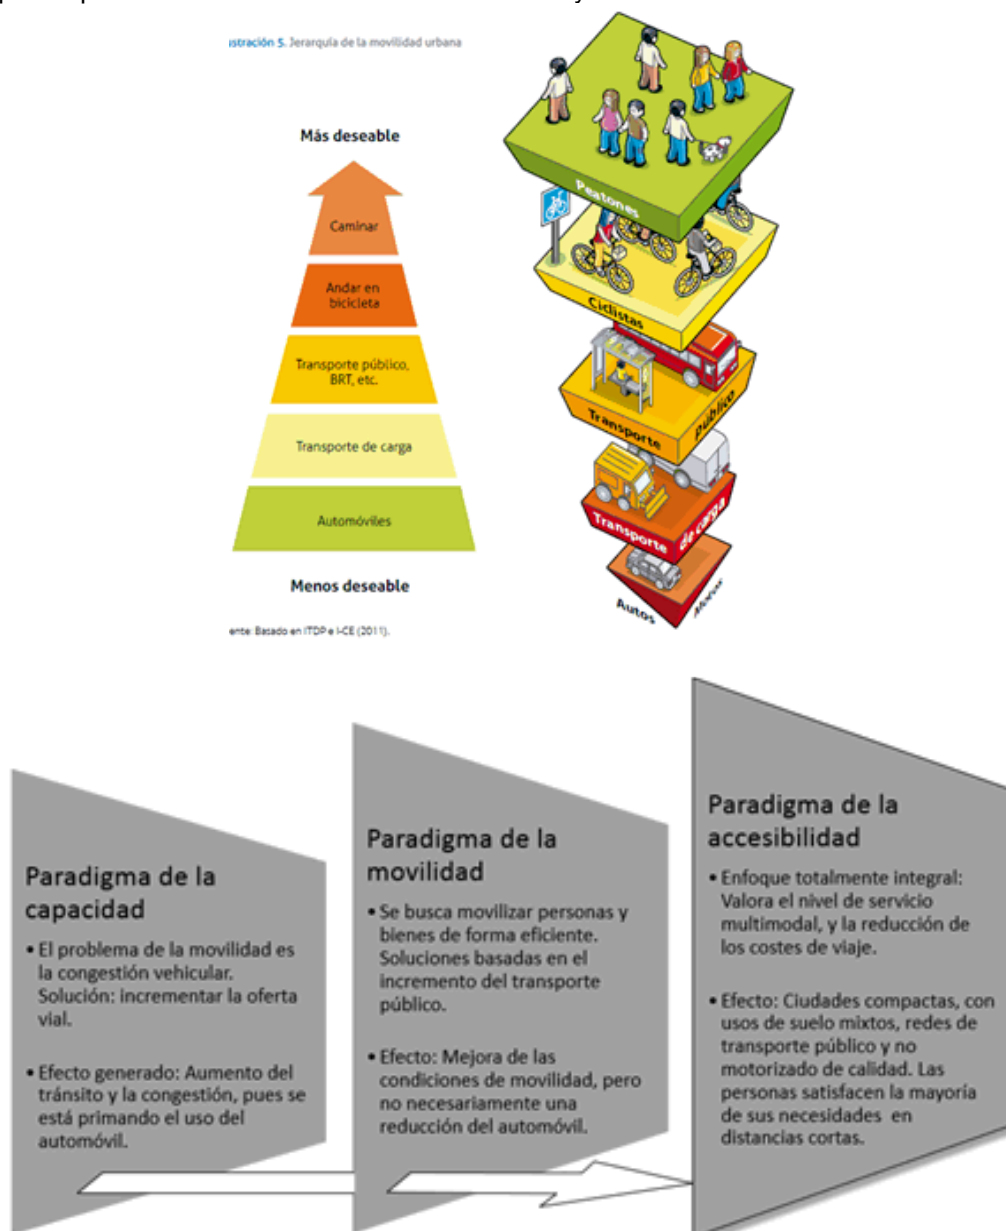 ustración 5. Jerarquía de la movilidad urbana
Más deseable
Caminar
Andar en
bicicleta
Transporte público,
BRT, etc.
Transporte de carga
Automóviles
Menos deseable
ente: Basado en ITDP e I-CE (2011).
Peatones
Ciclistas
Transporte público
Transporte de carga
Autos Motos
Paradigma de la
capacidad
• El problema de la movilidad es
la congestión vehicular.
Solución: incrementar la oferta
vial.
• Efecto generado: Aumento del
tránsito y la congestión, pues se
está primando el uso del
automóvil.
Paradigma de la
movilidad
• Se busca movilizar personas y
bienes de forma eficiente.
Soluciones basadas en el
incremento del transporte
público.
• Efecto: Mejora de las
condiciones de movilidad, pero
no necesariamente una
reducción del automóvil.
Paradigma de la
accesibilidad
• Enfoque totalmente integral:
Valora el nivel de servicio
multimodal, y la reducción de
los costes de viaje.
• Efecto: Ciudades compactas, con
usos de suelo mixtos, redes de
transporte público y no
motorizado de calidad. Las
personas satisfacen la mayoría
de sus necesidades en
distancias cortas.